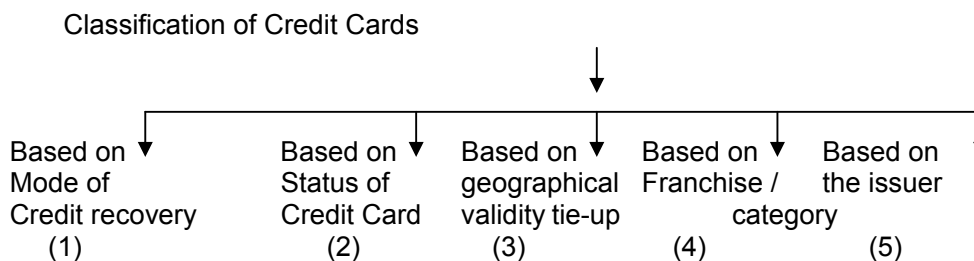 Classification of Credit Cards
Based on Mode of Credit recovery (1)
Based on Status of Credit Card (2)
Based on geographical validity tie-up (3)
Based on Franchise / category (4)
Based on the issuer (5)